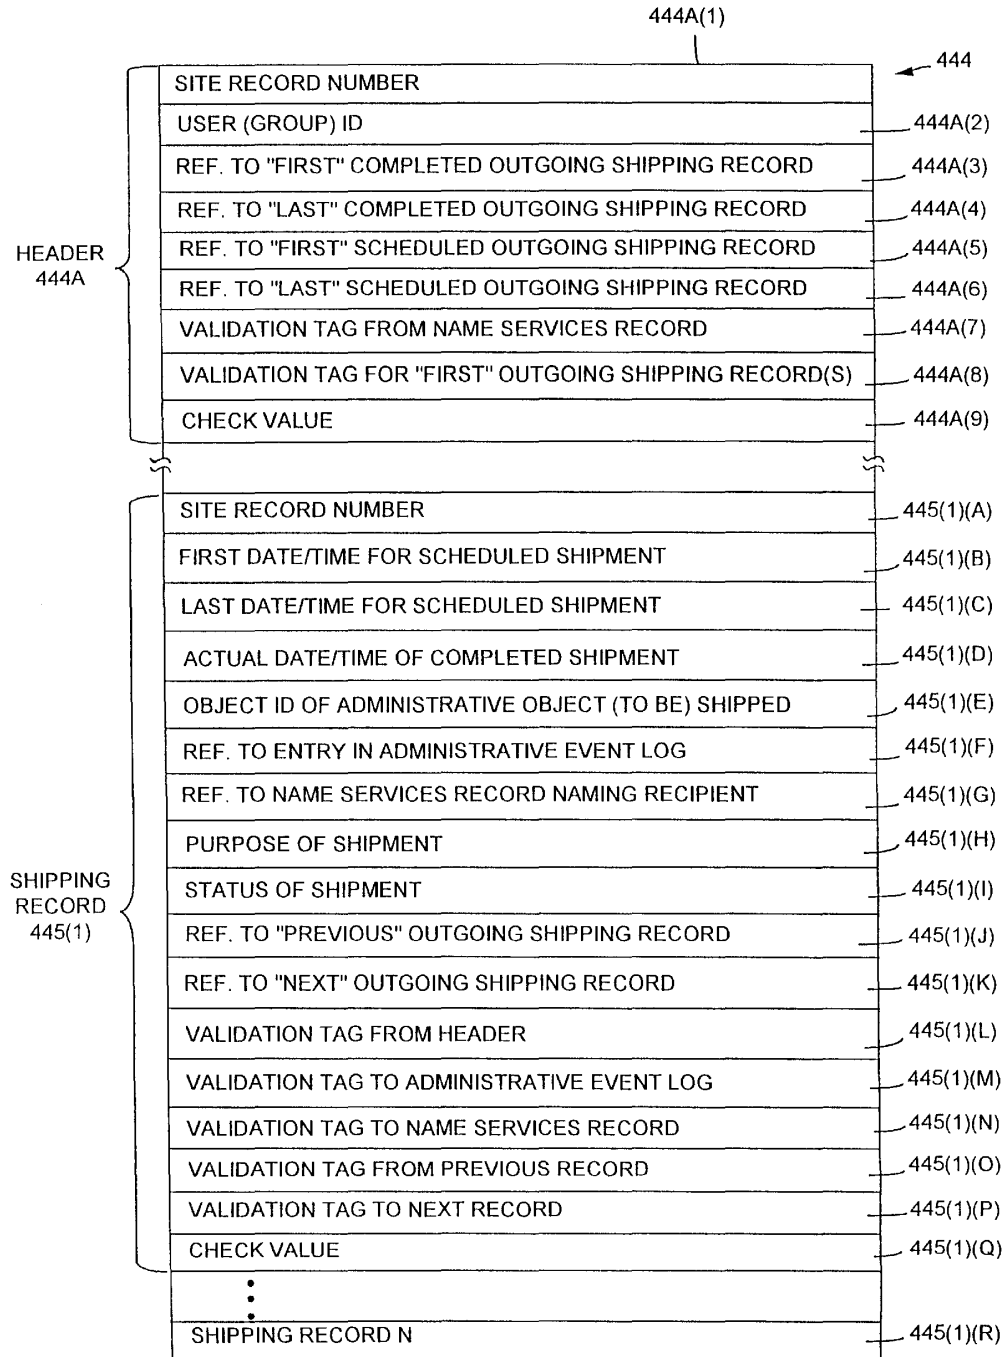 444A(1)
444
SITE RECORD NUMBER
USER (GROUP) ID 444A(2)
REF. TO "FIRST" COMPLETED OUTGOING SHIPPING RECORD 444A(3)
REF. TO "LAST" COMPLETED OUTGOING SHIPPING RECORD 444A(4)
REF. TO "FIRST" SCHEDULED OUTGOING SHIPPING RECORD 444A(5)
HEADER
444A
REF. TO "LAST" SCHEDULED OUTGOING SHIPPING RECORD 444A(6)
VALIDATION TAG FROM NAME SERVICES RECORD 444A(7)
VALIDATION TAG FOR "FIRST" OUTGOING SHIPPING RECORD(S) 444A(8)
CHECK VALUE 444A(9)
SITE RECORD NUMBER 445(1)(A)
FIRST DATE/TIME FOR SCHEDULED SHIPMENT 445(1)(B)
LAST DATE/TIME FOR SCHEDULED SHIPMENT 445(1)(C)
ACTUAL DATE/TIME OF COMPLETED SHIPMENT 445(1)(D)
OBJECT ID OF ADMINISTRATIVE OBJECT (TO BE) SHIPPED 445(1)(E)
REF. TO ENTRY IN ADMINISTRATIVE EVENT LOG 445(1)(F)
REF. TO NAME SERVICES RECORD NAMING RECIPIENT 445(1)(G)
PURPOSE OF SHIPMENT 445(1)(H)
SHIPPING
RECORD
445(1)
STATUS OF SHIPMENT 445(1)(I)
REF. TO "PREVIOUS" OUTGOING SHIPPING RECORD 445(1)(J)
REF. TO "NEXT" OUTGOING SHIPPING RECORD 445(1)(K)
VALIDATION TAG FROM HEADER 445(1)(L)
VALIDATION TAG TO ADMINISTRATIVE EVENT LOG 445(1)(M)
VALIDATION TAG TO NAME SERVICES RECORD 445(1)(N)
VALIDATION TAG FROM PREVIOUS RECORD 445(1)(O)
VALIDATION TAG TO NEXT RECORD 445(1)(P)
CHECK VALUE 445(1)(Q)
SHIPPING RECORD N 445(1)(R)